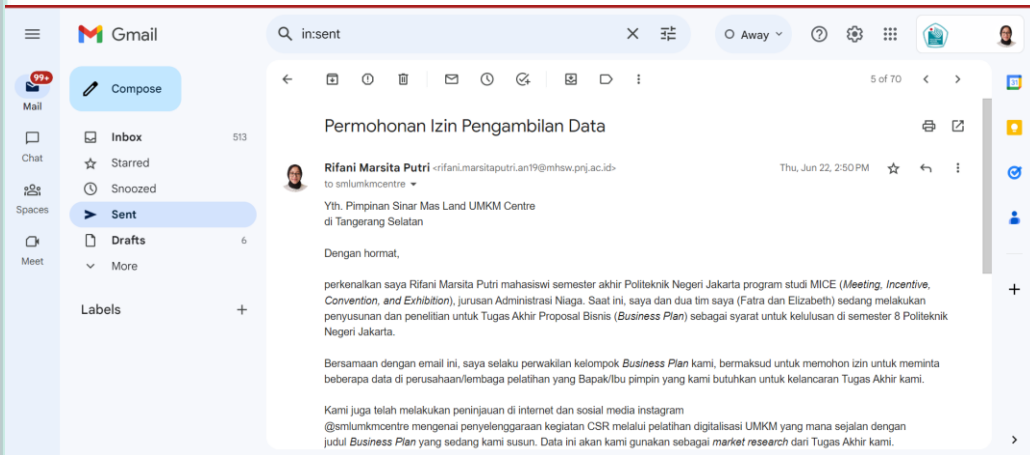 Gmail
in:sent
Away
99+
Mail
Compose
5 of 70
31
Permohonan Izin Pengambilan Data
Inbox 513
Chat
Starred
Rifani Marsita Putri <rifani.marsitaputri.an19@mhsw.pnj.ac.id>
Thu, Jun 22, 2:50 PM
to smlumkmcentre
Snoozed
Spaces
Yth. Pimpinan Sinar Mas Land UMKM Centre
di Tangerang Selatan
Sent
Drafts 6
Meet
More
Labels
Dengan hormat,
perkenalkan saya Rifani Marsita Putri mahasiswi semester akhir Politeknik Negeri Jakarta program studi MICE (Meeting, Incentive,
Convention, and Exhibition), jurusan Administrasi Niaga. Saat ini, saya dan dua tim saya (Fatra dan Elizabeth) sedang melakukan
penyusunan dan penelitian untuk Tugas Akhir Proposal Bisnis (Business Plan) sebagai syarat untuk kelulusan di semester 8 Politeknik
Negeri Jakarta.
Bersamaan dengan email ini, saya selaku perwakilan kelompok Business Plan kami, bermaksud untuk memohon izin untuk meminta
beberapa data di perusahaan/lembaga pelatihan yang Bapak/Ibu pimpin yang kami butuhkan untuk kelancaran Tugas Akhir kami.
Kami juga telah melakukan peninjauan di internet dan sosial media instagram
@smlumkmcentre mengenai penyelenggaraan kegiatan CSR melalui pelatihan digitalisasi UMKM yang mana sejalan dengan
judul Business Plan yang sedang kami susun. Data ini akan kami gunakan sebagai market research dari Tugas Akhir kami.